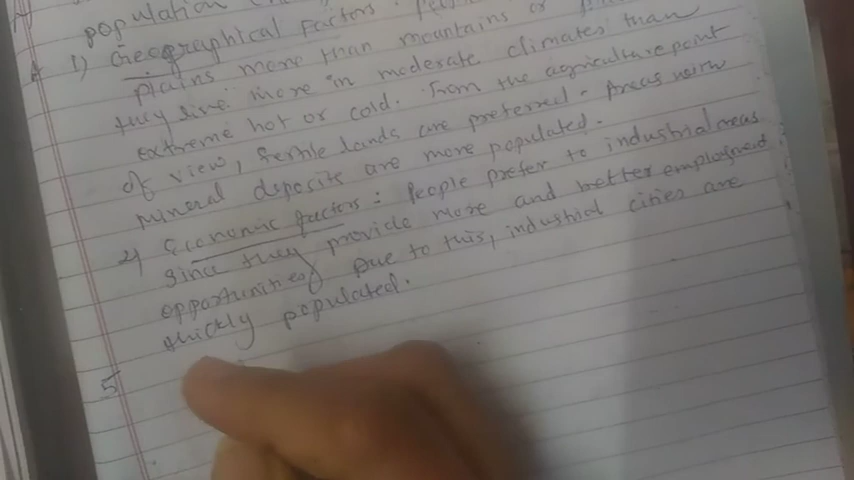 population
1) Geographical Factors :
plains more than mountains or
they live more in moderate climates than
extreme hot or cold. From the agriculture point
of view, fertile lands are preferred. Areas with
mineral deposits are more populated.
2) Economic factors : People prefer to industrial areas
since they provide more and better employment
opportunities Due to this, industrial cities are
thickly populated.
5